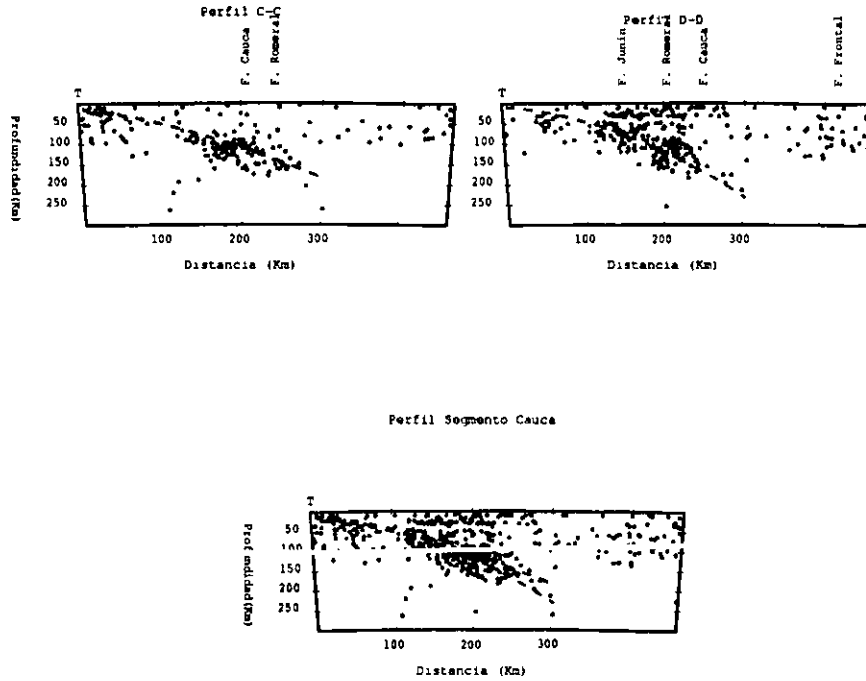 Perfil C-C
F. Cauca
F. Romeral
T
50
100
150
200
250
Profundidad(Km)
100
200
300
Distancia (Km)
Perfil D-D
F. Junin
F. Romeral
F. Cauca
F. Frontal
T
50
100
150
200
250
100
200
300
Distancia (Km)
Perfil Segmento Cauca
T
50
100
150
200
250
Profundidad(Km)
100
200
300
Distancia (Km)